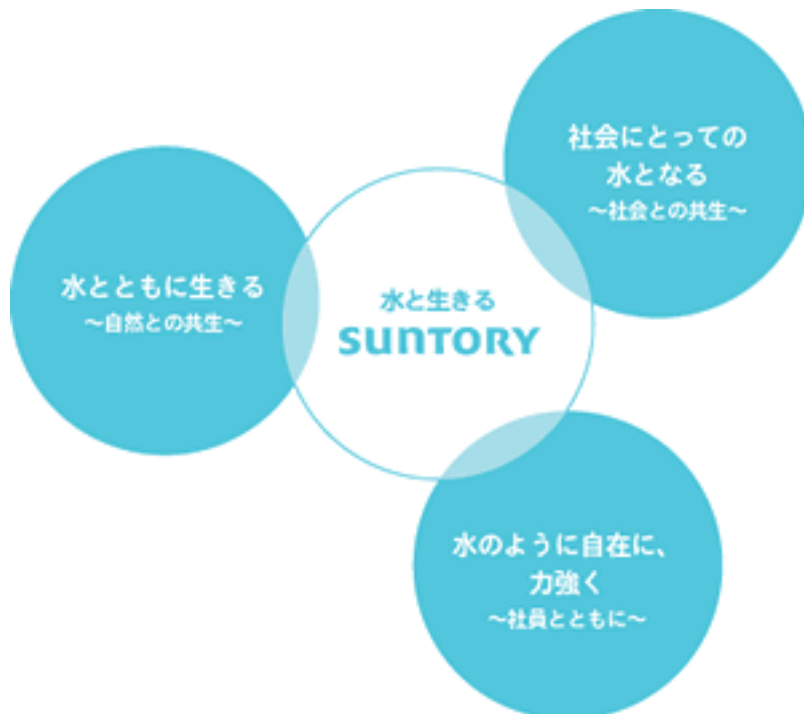 社会にとっての
水となる
〜社会との共生〜
水とともに生きる
〜自然との共生〜
水と生きる
SUNTORY
水のように自在に、
力強く
〜社員とともに〜